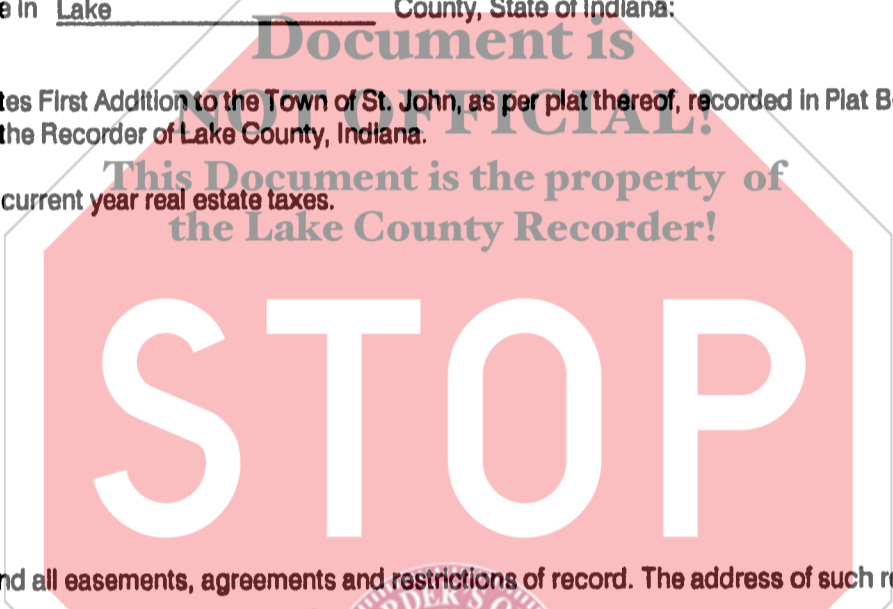 e in Lake County, State of Indiana:
Document is
tes First Addition to the Town of St. John, as per plat thereof, recorded in Plat B
NOT OFFICIAL!
the Recorder of Lake County, Indiana.
This Document is the property of
current year real estate taxes.
the Lake County Recorder!
STOP
nd all easements, agreements and restrictions of record. The address of such r